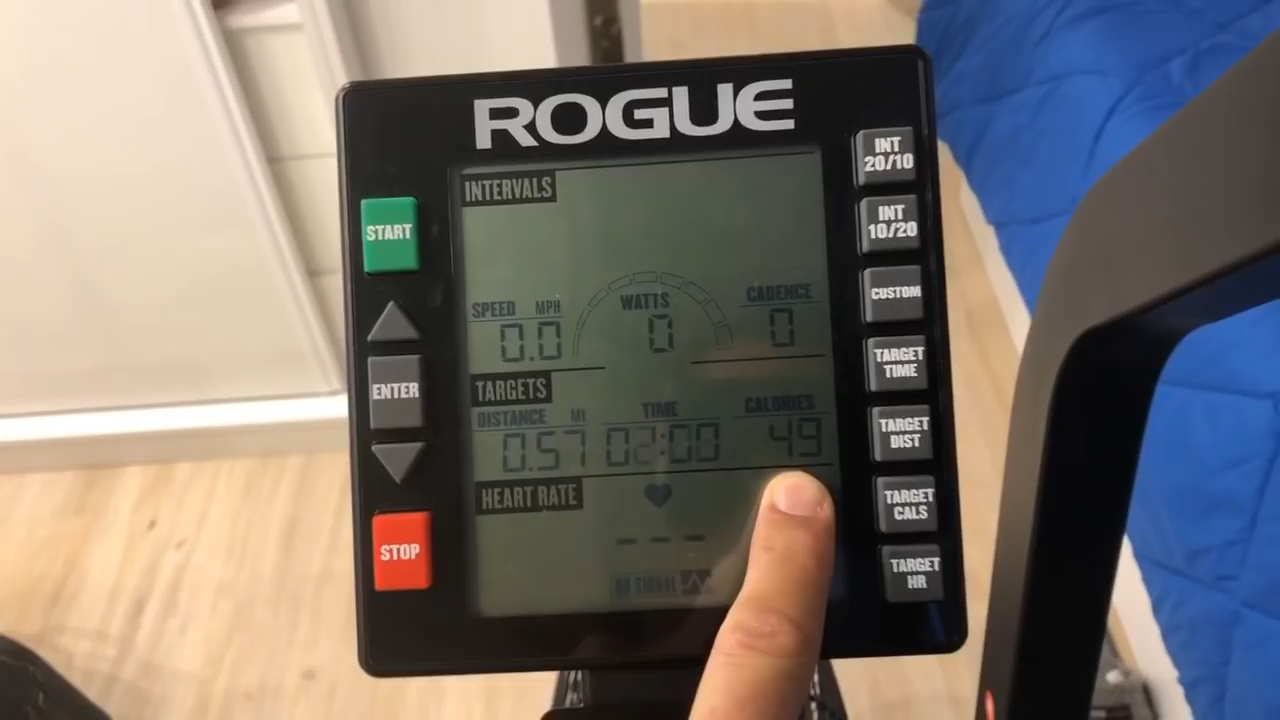 ROGUE
INTERVALS
SPEED MPH
0.0
WATTS
0
CADENCE
0
TARGETS
DISTANCE MI
0.57
TIME
02:00
CALORIES
49
HEART RATE
---
NO SIGNAL
START
ENTER
STOP
INT
20/10
INT
10/20
CUSTOM
TARGET
TIME
TARGET
DIST
TARGET
CALS
TARGET
HR